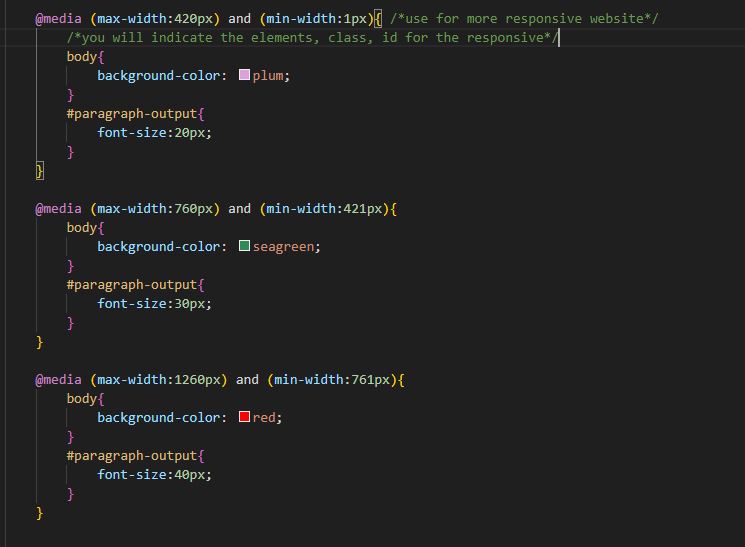 @media (max-width:420px) and (min-width:1px){ /*use for more responsive website*/
    /*you will indicate the elements, class, id for the responsive*/
    body{
        background-color: plum;
    }
    #paragraph-output{
        font-size:20px;
    }
}
@media (max-width:760px) and (min-width:421px){
    body{
        background-color: seagreen;
    }
    #paragraph-output{
        font-size:30px;
    }
}
@media (max-width:1260px) and (min-width:761px){
    body{
        background-color: red;
    }
    #paragraph-output{
        font-size:40px;
    }
}